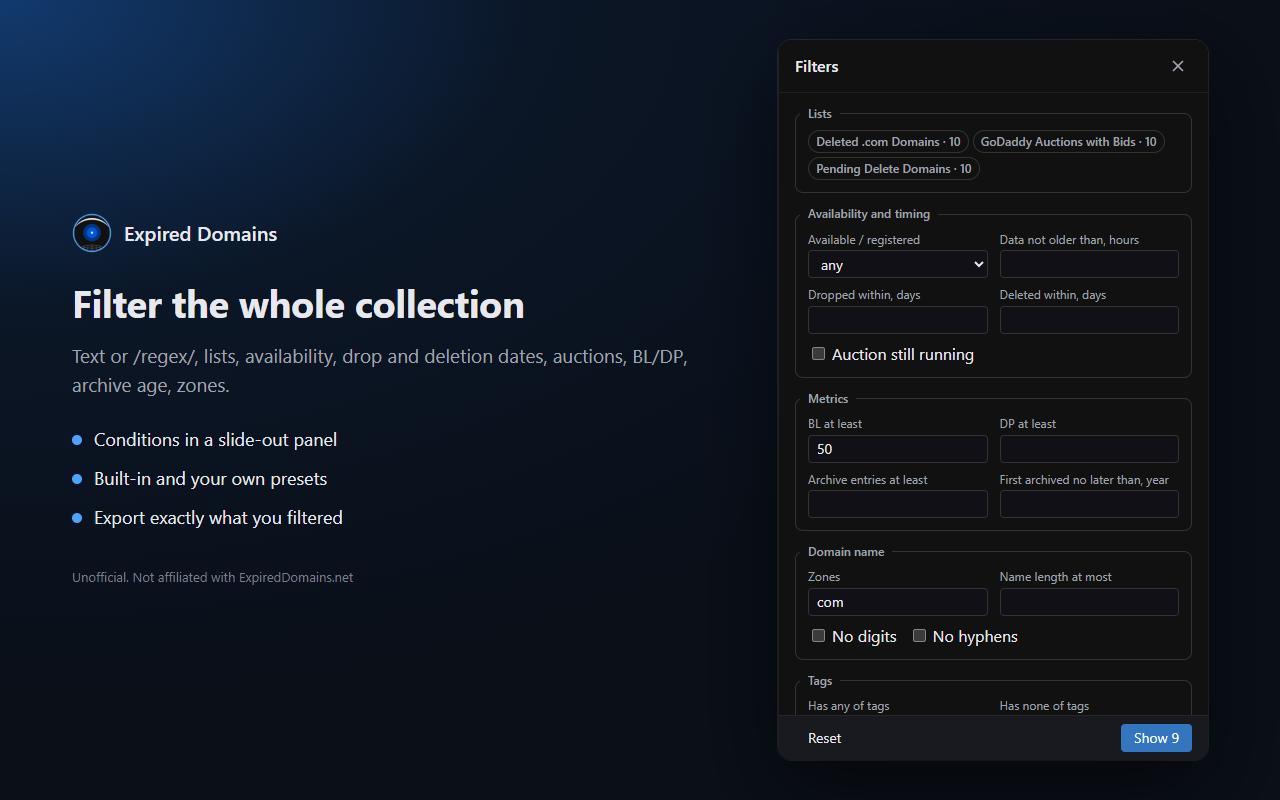 Expired Domains
Filter the whole collection
Text or /regex/, lists, availability, drop and deletion dates, auctions, BL/DP,
archive age, zones.
Conditions in a slide-out panel
Built-in and your own presets
Export exactly what you filtered
Unofficial. Not affiliated with ExpiredDomains.net
Filters
Lists
Deleted .com Domains · 10 GoDaddy Auctions with Bids · 10
Pending Delete Domains · 10
Availability and timing
Available / registered Data not older than, hours
any
Dropped within, days Deleted within, days
Auction still running
Metrics
BL at least DP at least
50
Archive entries at least First archived no later than, year
Domain name
Zones Name length at most
com
No digits No hyphens
Tags
Has any of tags Has none of tags
Reset Show 9